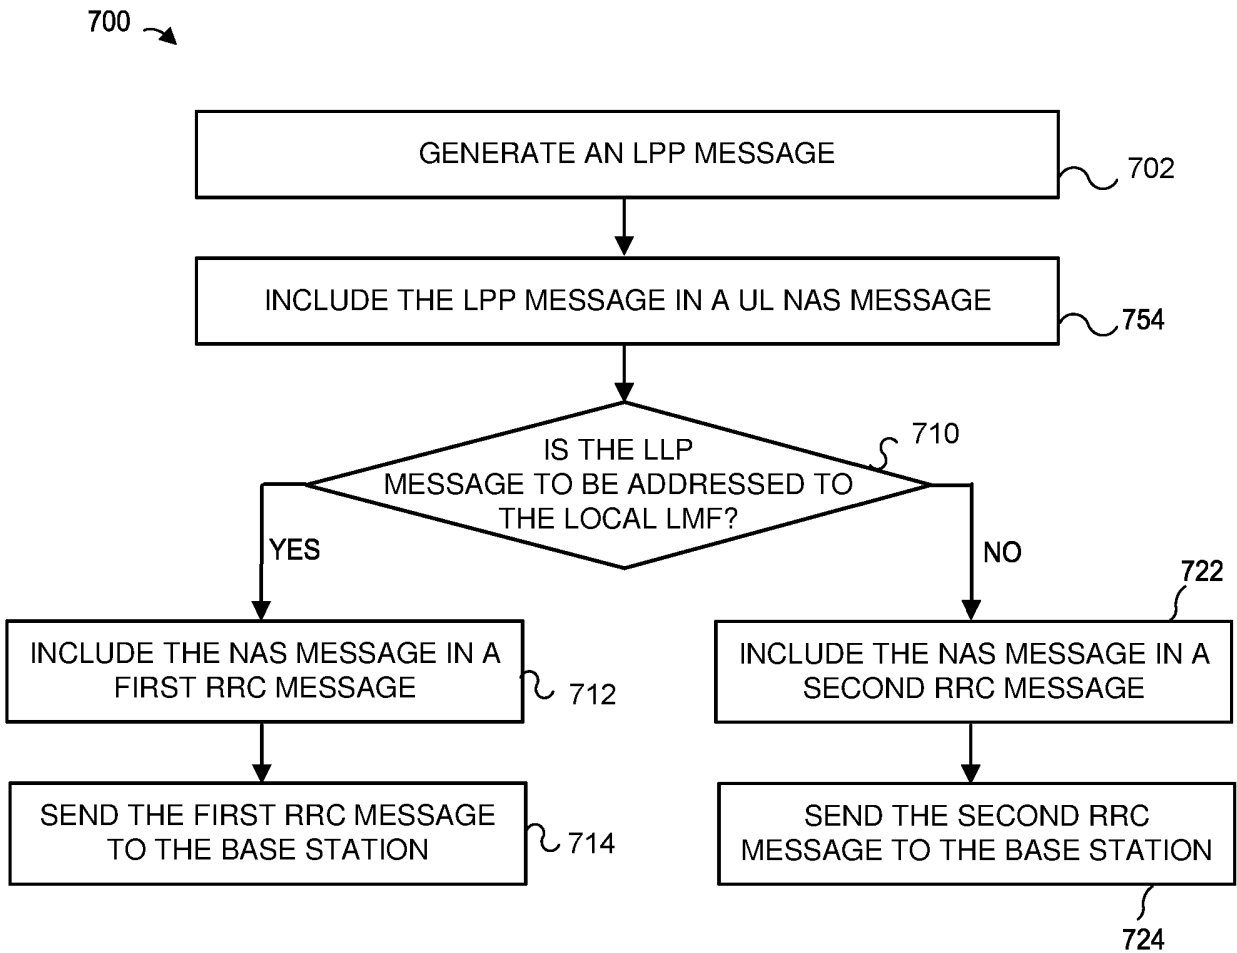 700
GENERATE AN LPP MESSAGE
702
INCLUDE THE LPP MESSAGE IN A UL NAS MESSAGE
754
IS THE LLP
MESSAGE TO BE ADDRESSED TO
THE LOCAL LMF?
710
YES
NO
722
INCLUDE THE NAS MESSAGE IN A
FIRST RRC MESSAGE
712
INCLUDE THE NAS MESSAGE IN A
SECOND RRC MESSAGE
SEND THE FIRST RRC MESSAGE
TO THE BASE STATION
714
SEND THE SECOND RRC
MESSAGE TO THE BASE STATION
724